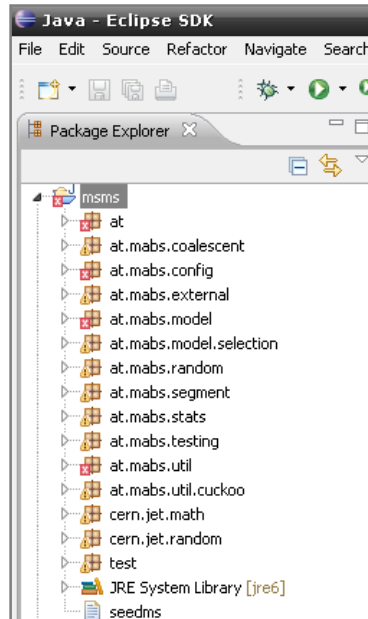 Java - Eclipse SDK
File Edit Source Refactor Navigate Search
Package Explorer
msms
at
at.mabs.coalescent
at.mabs.config
at.mabs.external
at.mabs.model
at.mabs.model.selection
at.mabs.random
at.mabs.segment
at.mabs.stats
at.mabs.testing
at.mabs.util
at.mabs.util.cuckoo
cern.jet.math
cern.jet.random
test
JRE System Library [jre6]
seedms